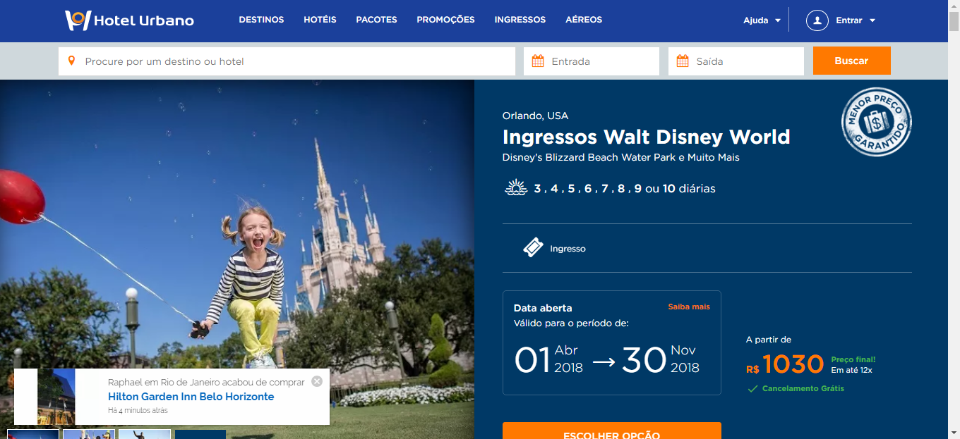 Hotel Urbano
DESTINOS HOTÉIS PACOTES PROMOÇÕES INGRESSOS AÉREOS
Ajuda
Entrar
Procure por um destino ou hotel
Entrada
Saída
Buscar
MENOR PREÇO
GARANTIDO
Orlando, USA
Ingressos Walt Disney World
Disney's Blizzard Beach Water Park e Muito Mais
3 , 4 , 5 , 6 , 7 , 8 , 9 ou 10 diárias
Ingresso
Data aberta
Saiba mais
Válido para o período de:
01 Abr 2018 → 30 Nov 2018
A partir de
R$ 1030
Preço final!
Em até 12x
Cancelamento Grátis
Raphael em Rio de Janeiro acabou de comprar
Hilton Garden Inn Belo Horizonte
Há 4 minutos atrás
ESCOLHER OPÇÃO